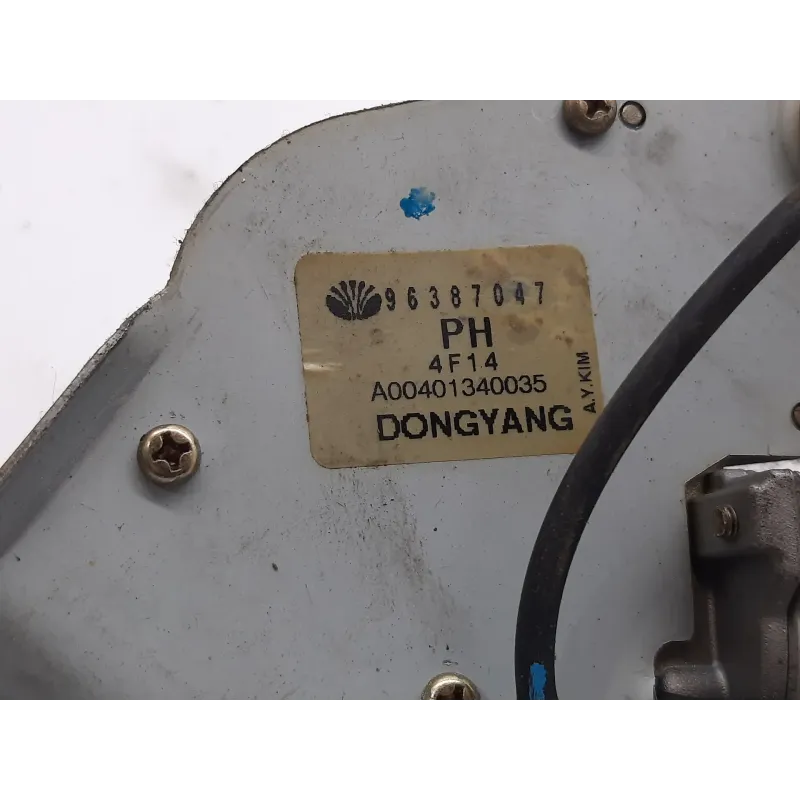 96387047
PH
4F14
A00401340035
DONGYANG
A.Y.KIM